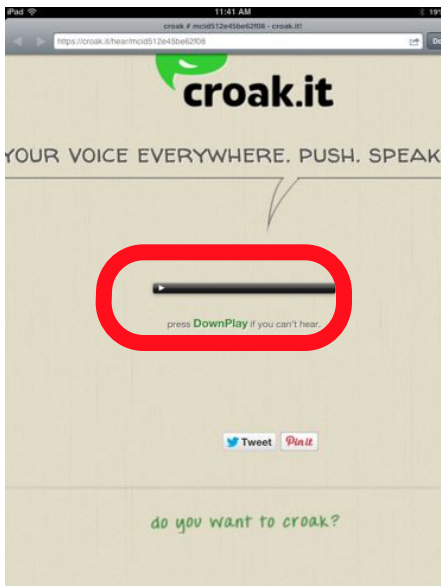 iPad 11:41 AM 19%
croak # mcid512e45be62f08 - croak.it!
https://croak.it/hear/mcid512e45be62f08
croak.it
YOUR VOICE EVERYWHERE. PUSH. SPEAK
press DownPlay if you can't hear.
Tweet Pin it
do you want to croak?